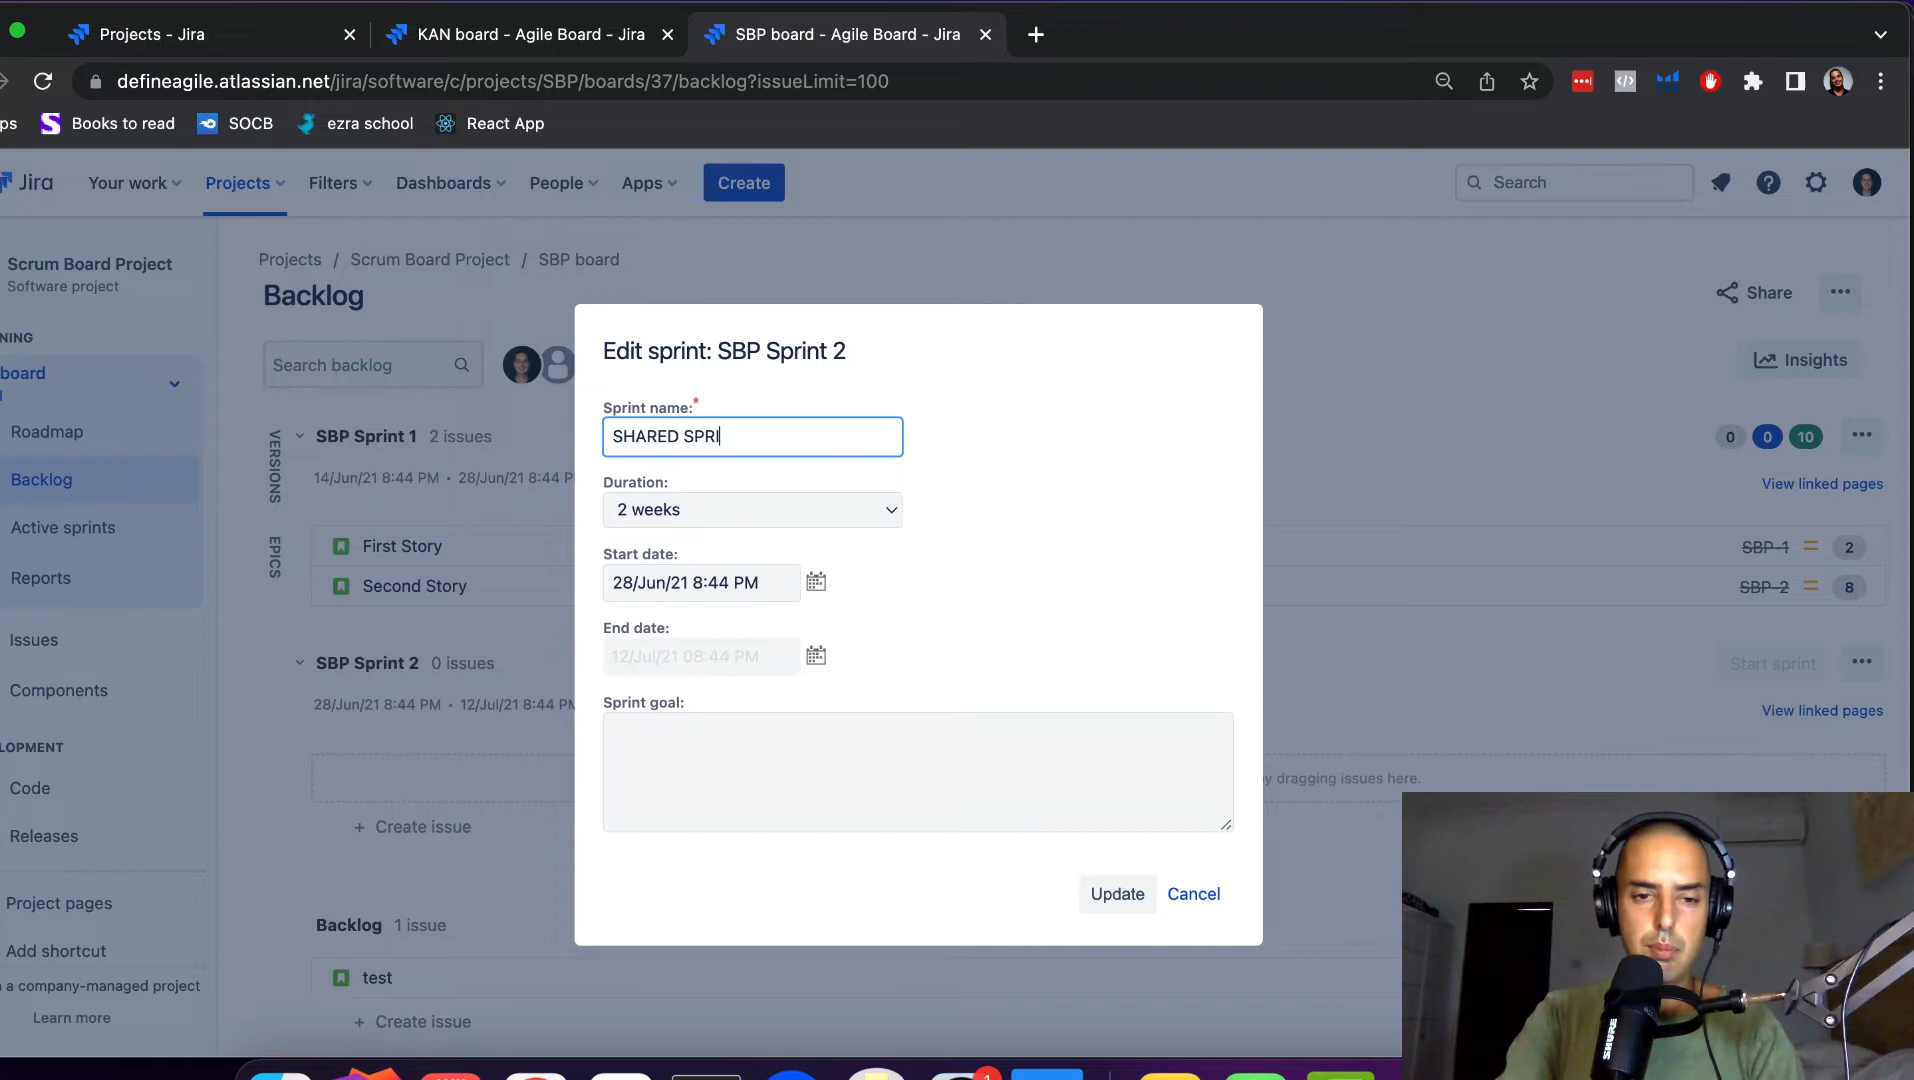 Projects - Jira
KAN board - Agile Board - Jira
SBP board - Agile Board - Jira
defineagile.atlassian.net/jira/software/c/projects/SBP/boards/37/backlog?issueLimit=100
ps
Books to read
SOCB
ezra school
React App
Jira
Your work
Projects
Filters
Dashboards
People
Apps
Create
Search
Scrum Board Project
Software project
NING
board
Roadmap
Backlog
Active sprints
Reports
Issues
Components
LOPMENT
Code
Releases
Project pages
Add shortcut
a company-managed project
Learn more
Projects / Scrum Board Project / SBP board
Backlog
Share
Search backlog
Insights
VERSIONS
EPICS
SBP Sprint 1 2 issues
0 0 10
14/Jun/21 8:44 PM • 28/Jun/21 8:44 P
View linked pages
First Story
SBP-1 2
Second Story
SBP-2 8
SBP Sprint 2 0 issues
Start sprint
28/Jun/21 8:44 PM • 12/Jul/21 8:44 PM
View linked pages
y dragging issues here.
+ Create issue
Backlog 1 issue
test
+ Create issue
Edit sprint: SBP Sprint 2
Sprint name:*
SHARED SPRI
Duration:
2 weeks
Start date:
28/Jun/21 8:44 PM
End date:
12/Jul/21 08:44 PM
Sprint goal:
Update
Cancel
SHURE
1